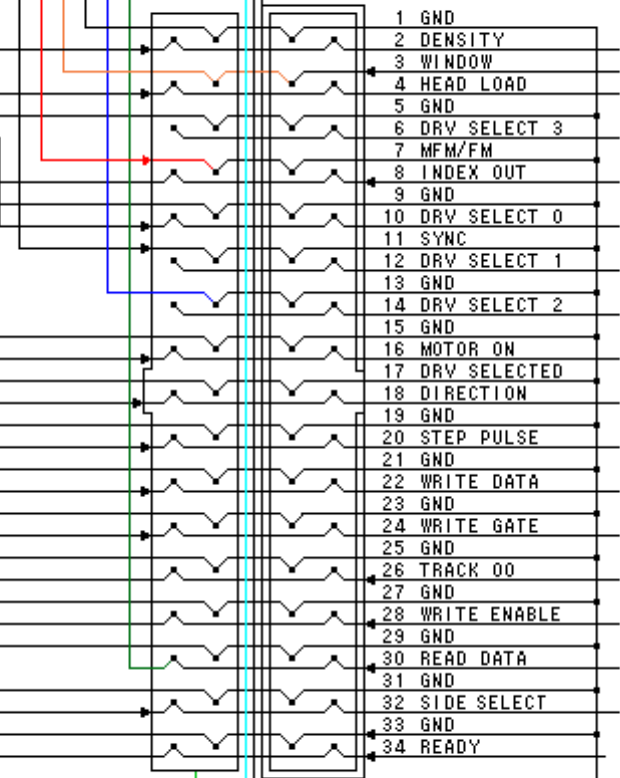 1 GND
2 DENSITY
3 WINDOW
4 HEAD LOAD
5 GND
6 DRV SELECT 3
7 MFM/FM
8 INDEX OUT
9 GND
10 DRV SELECT 0
11 SYNC
12 DRV SELECT 1
13 GND
14 DRV SELECT 2
15 GND
16 MOTOR ON
17 DRV SELECTED
18 DIRECTION
19 GND
20 STEP PULSE
21 GND
22 WRITE DATA
23 GND
24 WRITE GATE
25 GND
26 TRACK 00
27 GND
28 WRITE ENABLE
29 GND
30 READ DATA
31 GND
32 SIDE SELECT
33 GND
34 READY